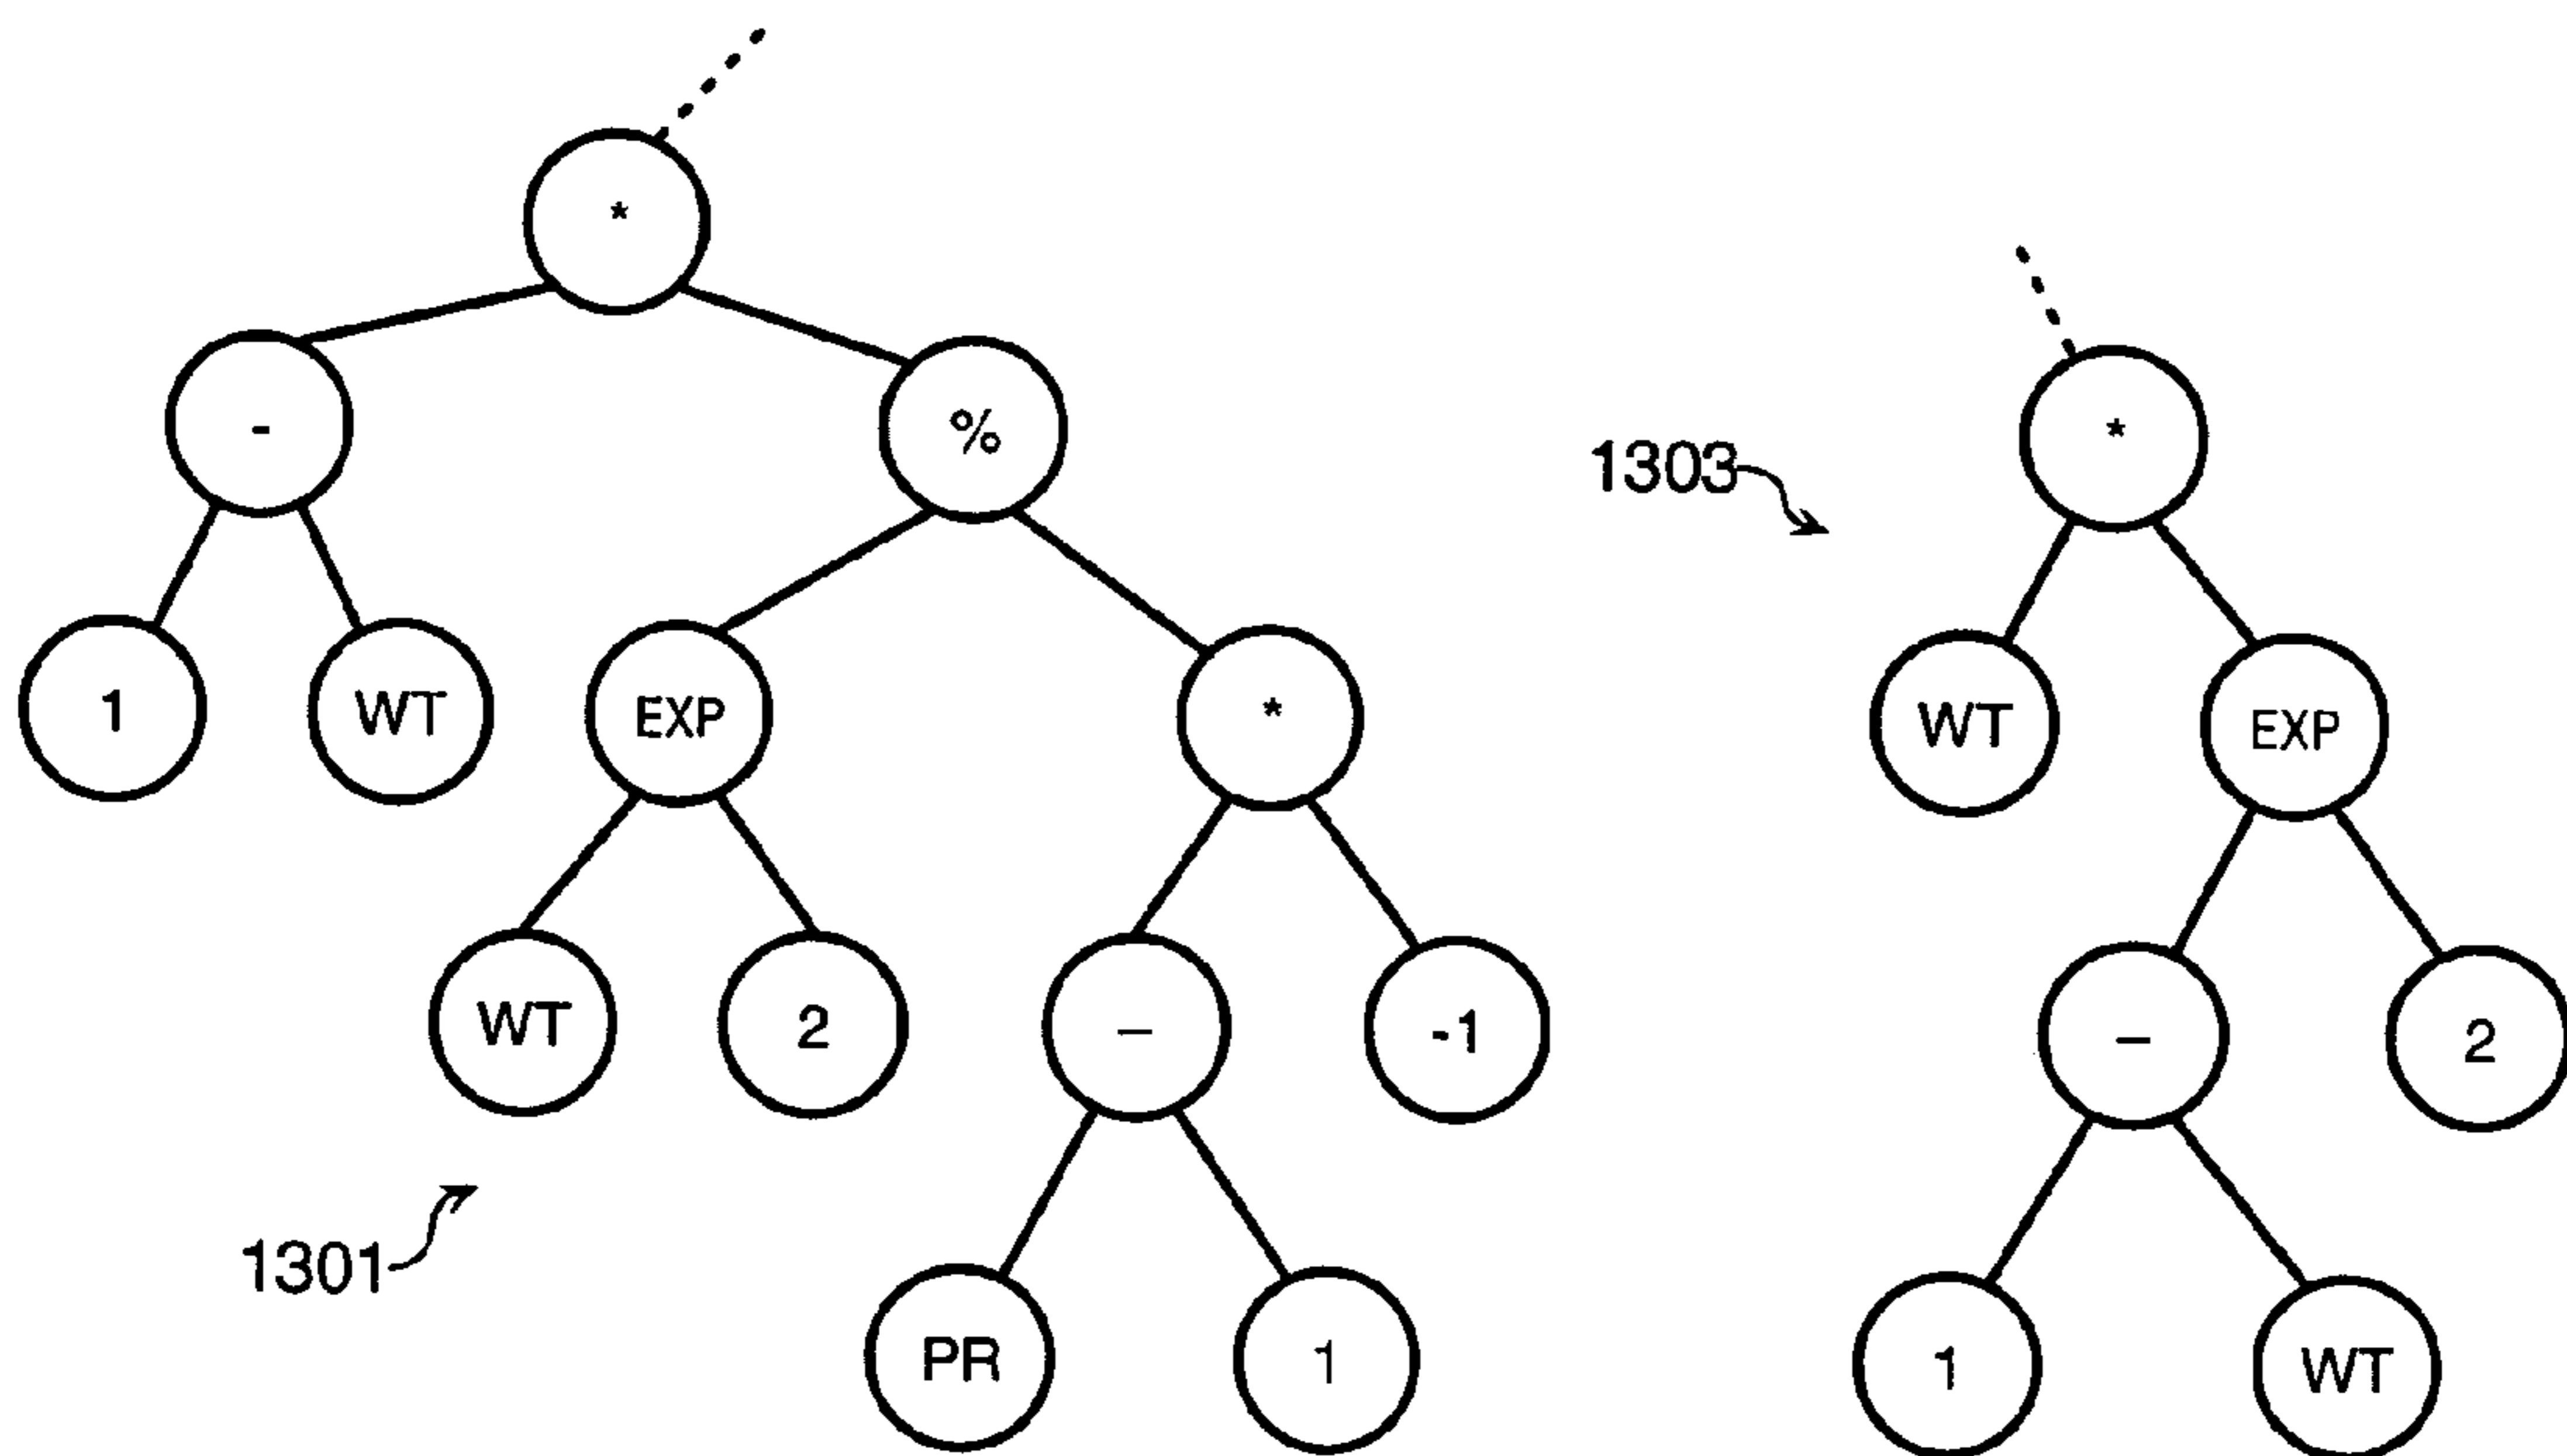 *
- % *
1303
1 WT EXP * WT EXP
WT 2 – -1 – 2
1301
PR 1 1 WT